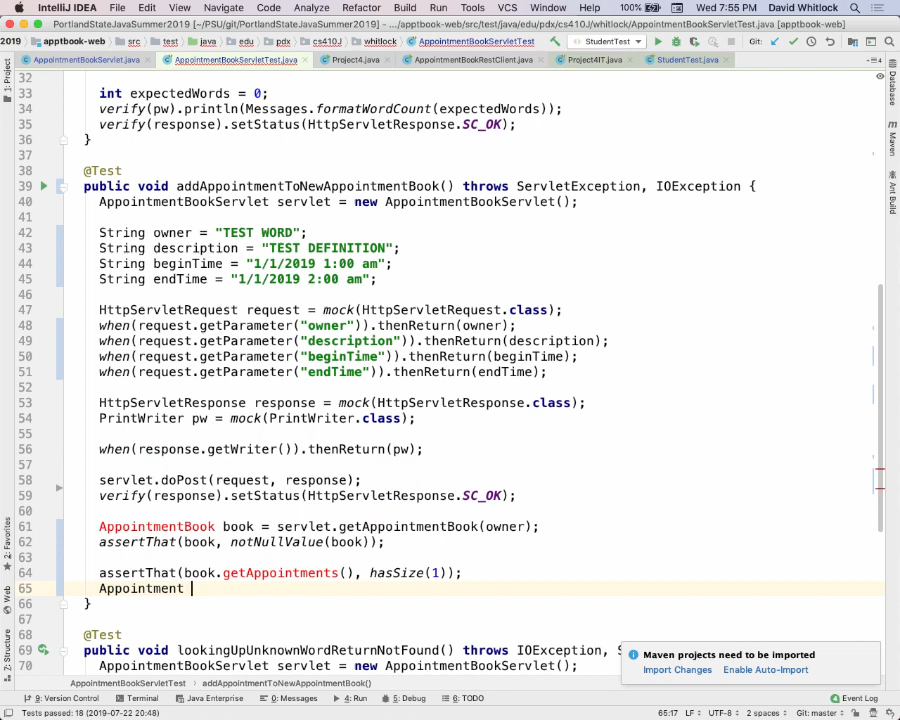 IntelliJ IDEA File Edit View Navigate Code Analyze Refactor Build Run Tools VCS Window Help 100% Wed 7:55 PM David Whitlock
PortlandStateJavaSummer2019 [~/PSU/git/PortlandStateJavaSummer2019] - .../apptbook-web/src/test/java/edu/pdx/cs410J/whitlock/AppointmentBookServletTest.java [apptbook-web]
2019 apptbook-web src test java edu pdx cs410J whitlock AppointmentBookServletTest StudentTest Git:
AppointmentBookServlet.java AppointmentBookServletTest.java Project4.java AppointmentBookRestClient.java Project4IT.java StudentTest.java
1: Project
Database
Maven
Ant Build
32
33 int expectedWords = 0;
34 verify(pw).println(Messages.formatWordCount(expectedWords));
35 verify(response).setStatus(HttpServletResponse.SC_OK);
36 }
37
38 @Test
39 public void addAppointmentToNewAppointmentBook() throws ServletException, IOException {
40 AppointmentBookServlet servlet = new AppointmentBookServlet();
41
42 String owner = "TEST WORD";
43 String description = "TEST DEFINITION";
44 String beginTime = "1/1/2019 1:00 am";
45 String endTime = "1/1/2019 2:00 am";
46
47 HttpServletRequest request = mock(HttpServletRequest.class);
48 when(request.getParameter("owner")).thenReturn(owner);
49 when(request.getParameter("description")).thenReturn(description);
50 when(request.getParameter("beginTime")).thenReturn(beginTime);
51 when(request.getParameter("endTime")).thenReturn(endTime);
52
53 HttpServletResponse response = mock(HttpServletResponse.class);
54 PrintWriter pw = mock(PrintWriter.class);
55
56 when(response.getWriter()).thenReturn(pw);
57
58 servlet.doPost(request, response);
59 verify(response).setStatus(HttpServletResponse.SC_OK);
60
61 AppointmentBook book = servlet.getAppointmentBook(owner);
62 assertThat(book, notNullValue(book));
63
64 assertThat(book.getAppointments(), hasSize(1));
65 Appointment
66 }
67
68 @Test
69 public void lookingUpUnknownWordReturnNotFound() throws IOException, S
70 AppointmentBookServlet servlet = new AppointmentBookServlet();
2: Favorites
Web
7: Structure
Maven projects need to be imported
Import Changes Enable Auto-Import
AppointmentBookServletTest › addAppointmentToNewAppointmentBook()
9: Version Control Terminal Java Enterprise 0: Messages 4: Run 5: Debug 6: TODO Event Log
Tests passed: 18 (2019-07-22 20:48) 65:17 LF UTF-8 2 spaces Git: master